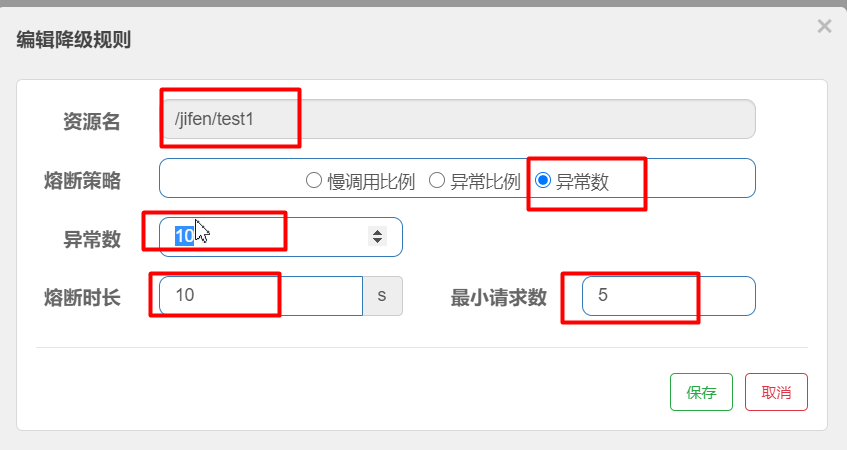 编辑降级规则 ×
资源名 /jifen/test1
熔断策略 慢调用比例 异常比例 异常数
异常数 10
熔断时长 10 s 最小请求数 5
保存 取消